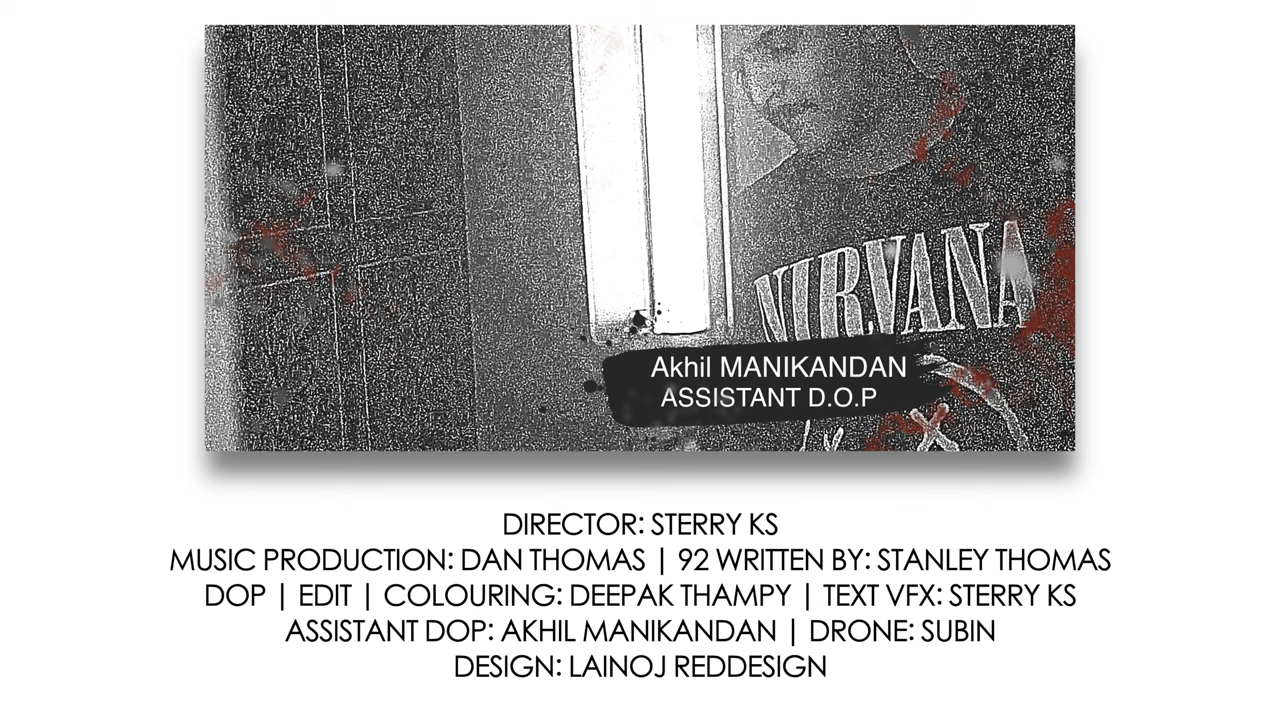 NIRVANA
Akhil MANIKANDAN
ASSISTANT D.O.P
DIRECTOR: STERRY KS
MUSIC PRODUCTION: DAN THOMAS | 92 WRITTEN BY: STANLEY THOMAS
DOP | EDIT | COLOURING: DEEPAK THAMPY | TEXT VFX: STERRY KS
ASSISTANT DOP: AKHIL MANIKANDAN | DRONE: SUBIN
DESIGN: LAINOJ REDDESIGN